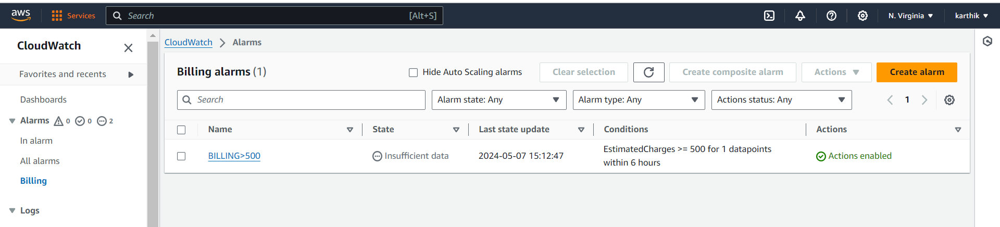 aws Services Search [Alt+S] N. Virginia karthik
CloudWatch
Favorites and recents
Dashboards
Alarms 0 0 2
In alarm
All alarms
Billing
Logs
CloudWatch Alarms
Billing alarms (1) Hide Auto Scaling alarms Clear selection Create composite alarm Actions Create alarm
Search Alarm state: Any Alarm type: Any Actions status: Any 1
Name State Last state update Conditions Actions
BILLING>500 Insufficient data 2024-05-07 15:12:47 EstimatedCharges >= 500 for 1 datapoints Actions enabled
within 6 hours